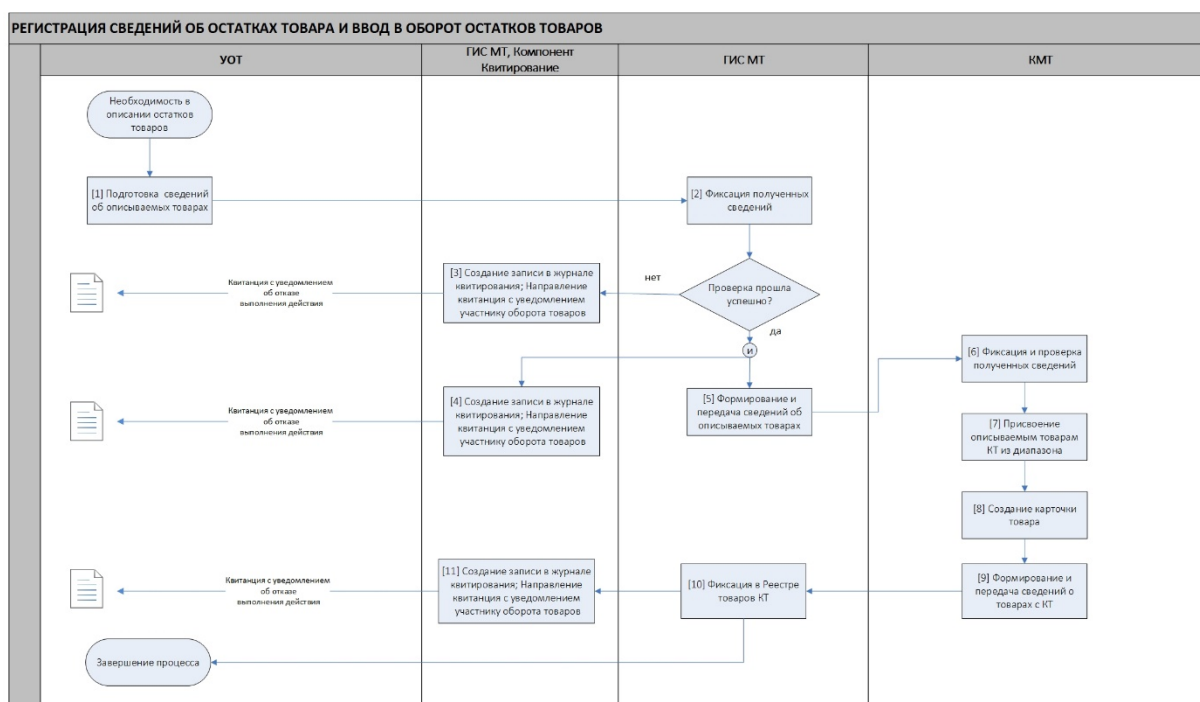 РЕГИСТРАЦИЯ СВЕДЕНИЙ ОБ ОСТАТКАХ ТОВАРА И ВВОД В ОБОРОТ ОСТАТКОВ ТОВАРОВ
УОТ
ГИС МТ, Компонент
Квитирование
ГИС МТ
КМТ
Необходимость в
описании остатков
товаров
[1] Подготовка сведений
об описываемых товарах
[2] Фиксация полученных
сведений
Квитанция с уведомлением
об отказе
выполнения действия
[3] Создание записи в журнале
квитирования; Направление
квитанция с уведомлением
участнику оборота товаров
нет
Проверка прошла
успешно?
да
и
[6] Фиксация и проверка
полученных сведений
Квитанция с уведомлением
об отказе
выполнения действия
[4] Создание записи в журнале
квитирования; Направление
квитанция с уведомлением
участнику оборота товаров
[5] Формирование и
передача сведений об
описываемых товарах
[7] Присвоение
описываемым товарам
КТ из диапазона
[8] Создание карточки
товара
Квитанция с уведомлением
об отказе
выполнения действия
[11] Создание записи в журнале
квитирования; Направление
квитанция с уведомлением
участнику оборота товаров
[10] Фиксация в Реестре
товаров КТ
[9] Формирование и
передача сведений о
товарах с КТ
Завершение процесса